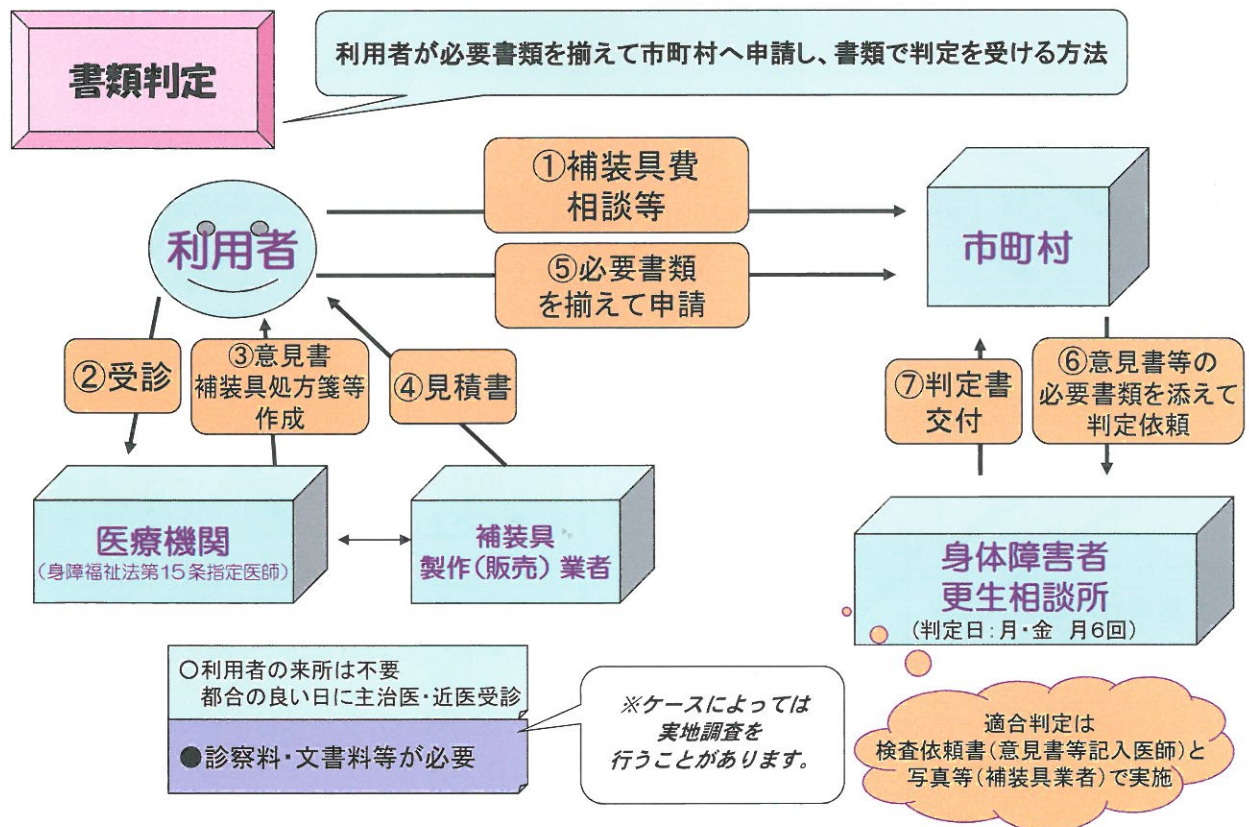 書類判定
利用者が必要書類を揃えて市町村へ申請し、書類で判定を受ける方法
①補装具費
相談等
利用者
市町村
⑤必要書類
を揃えて申請
②受診
③意見書
補装具処方箋等
作成
④見積書
⑦判定書
交付
⑥意見書等の
必要書類を添えて
判定依頼
医療機関
(身障福祉法第15条指定医師)
補装具
製作(販売)業者
身体障害者
更生相談所
(判定日:月・金 月6回)
○利用者の来所は不要
都合の良い日に主治医・近医受診
●診察料・文書料等が必要
※ケースによっては
実地調査を
行うことがあります。
適合判定は
検査依頼書(意見書等記入医師)と
写真等(補装具業者)で実施